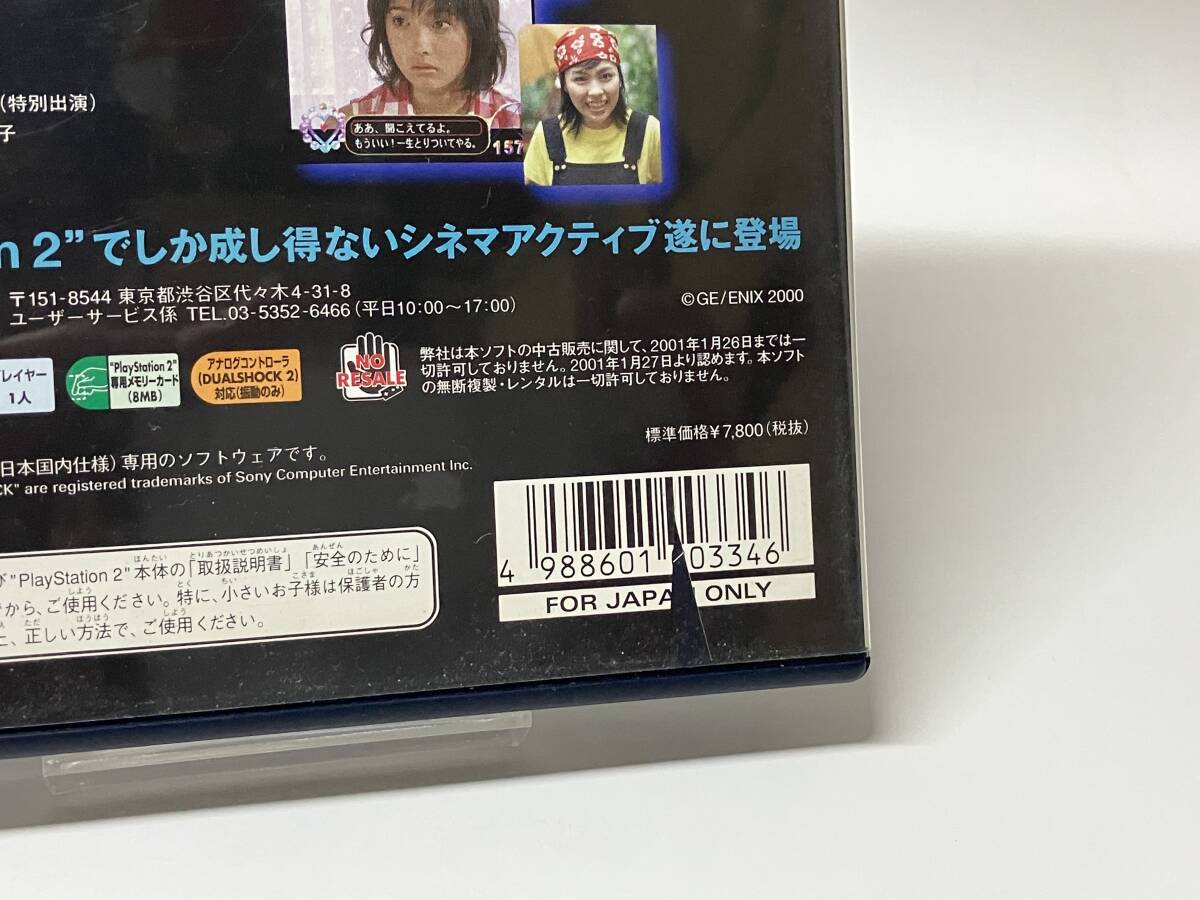 (特別出演)
子
ああ、聞こえてるよ。
もういい!一生とりついてやる。
157
n 2”でしか成し得ないシネマアクティブ遂に登場
〒151-8544 東京都渋谷区代々木4-31-8
ユーザーサービス係 TEL.03-5352-6466(平日10:00〜17:00)
©GE/ENIX 2000
レイヤー
1人
"PlayStation 2"
専用メモリーカード
(8MB)
アナログコントローラ
(DUALSHOCK 2)
対応(振動のみ)
NO
RESALE
弊社は本ソフトの中古販売に関して、2001年1月26日までは一
切許可しておりません。2001年1月27日より認めます。本ソフト
の無断複製・レンタルは一切許可しておりません。
標準価格¥7,800(税抜)
日本国内仕様) 専用のソフトウェアです。
CK" are registered trademarks of Sony Computer Entertainment Inc.
4 988601 003346
FOR JAPAN ONLY
"PlayStation 2" 本体の「取扱説明書」「安全のために」
から、ご使用ください。特に、小さいお子様は保護者の方
、正しい方法で、ご使用ください。